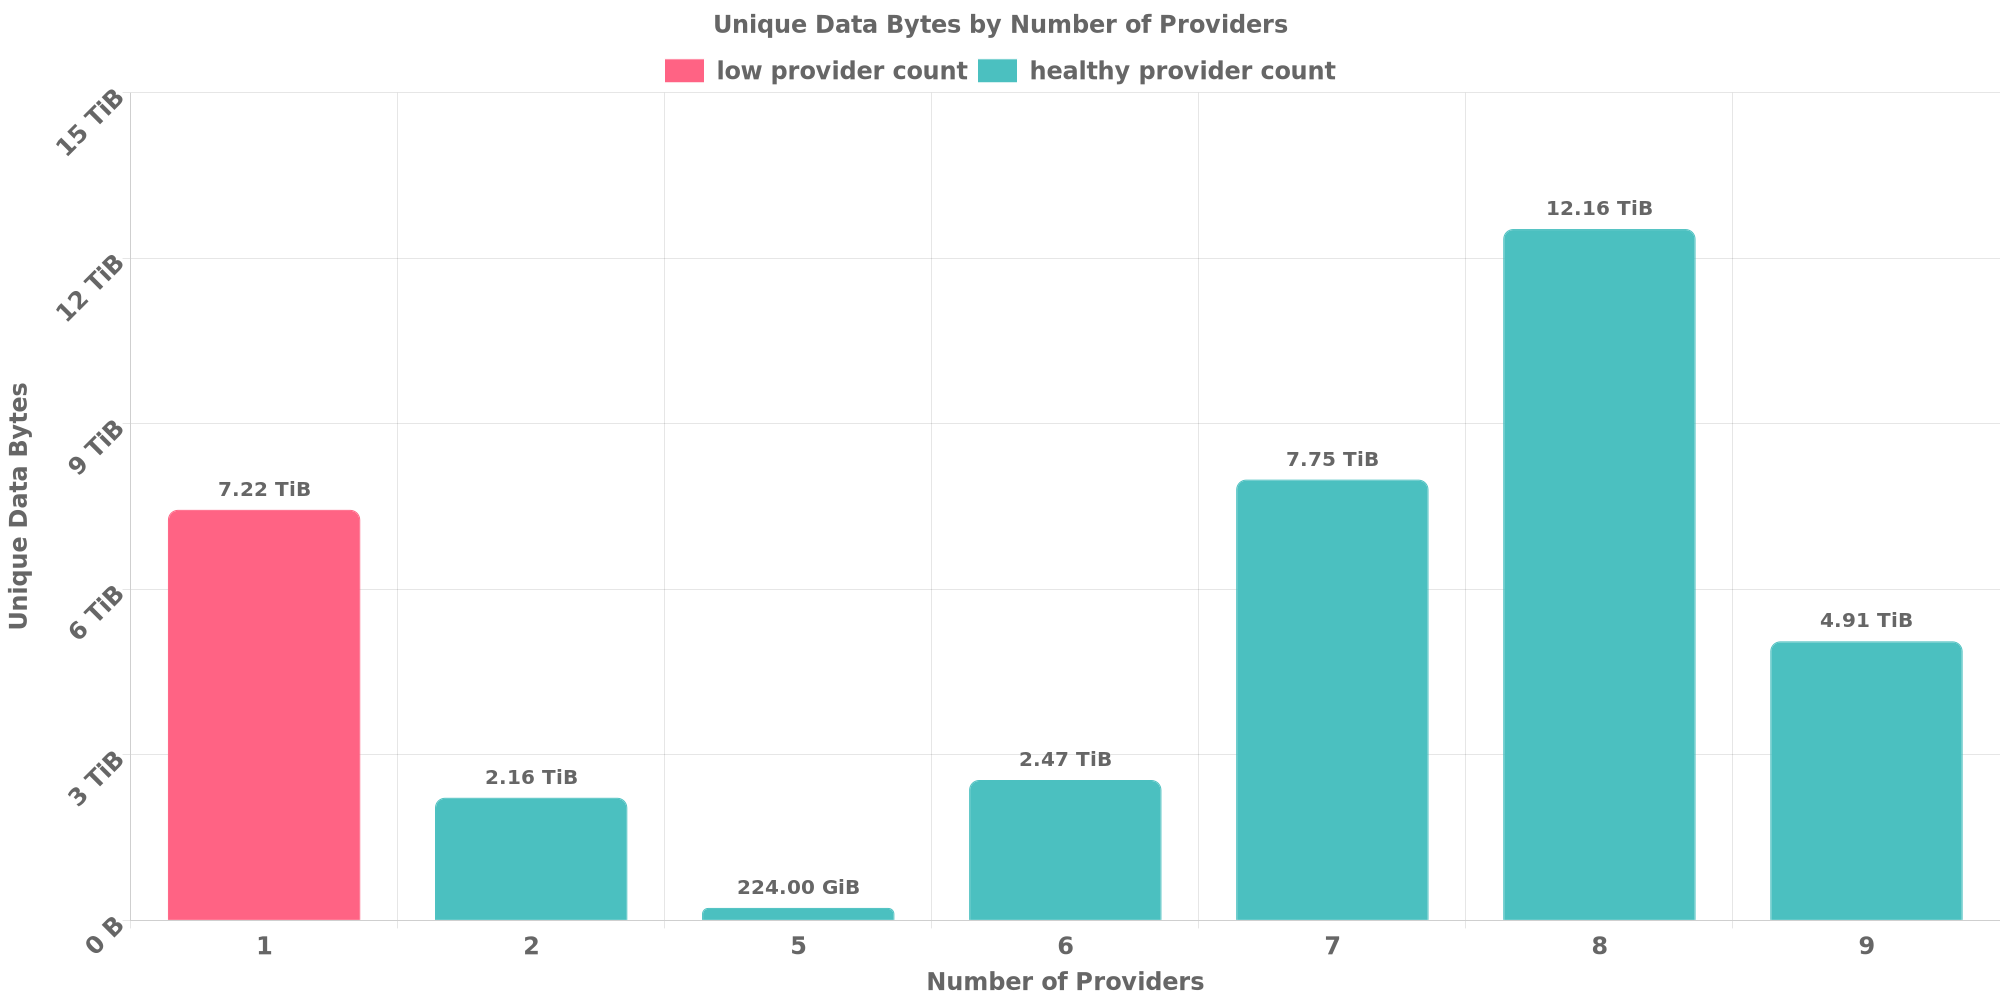 Unique Data Bytes by Number of Providers
low provider count healthy provider count
15 TiB
12 TiB
9 TiB
6 TiB
3 TiB
0 B
Unique Data Bytes
7.22 TiB
2.16 TiB
224.00 GiB
2.47 TiB
7.75 TiB
12.16 TiB
4.91 TiB
1 2 5 6 7 8 9
Number of Providers